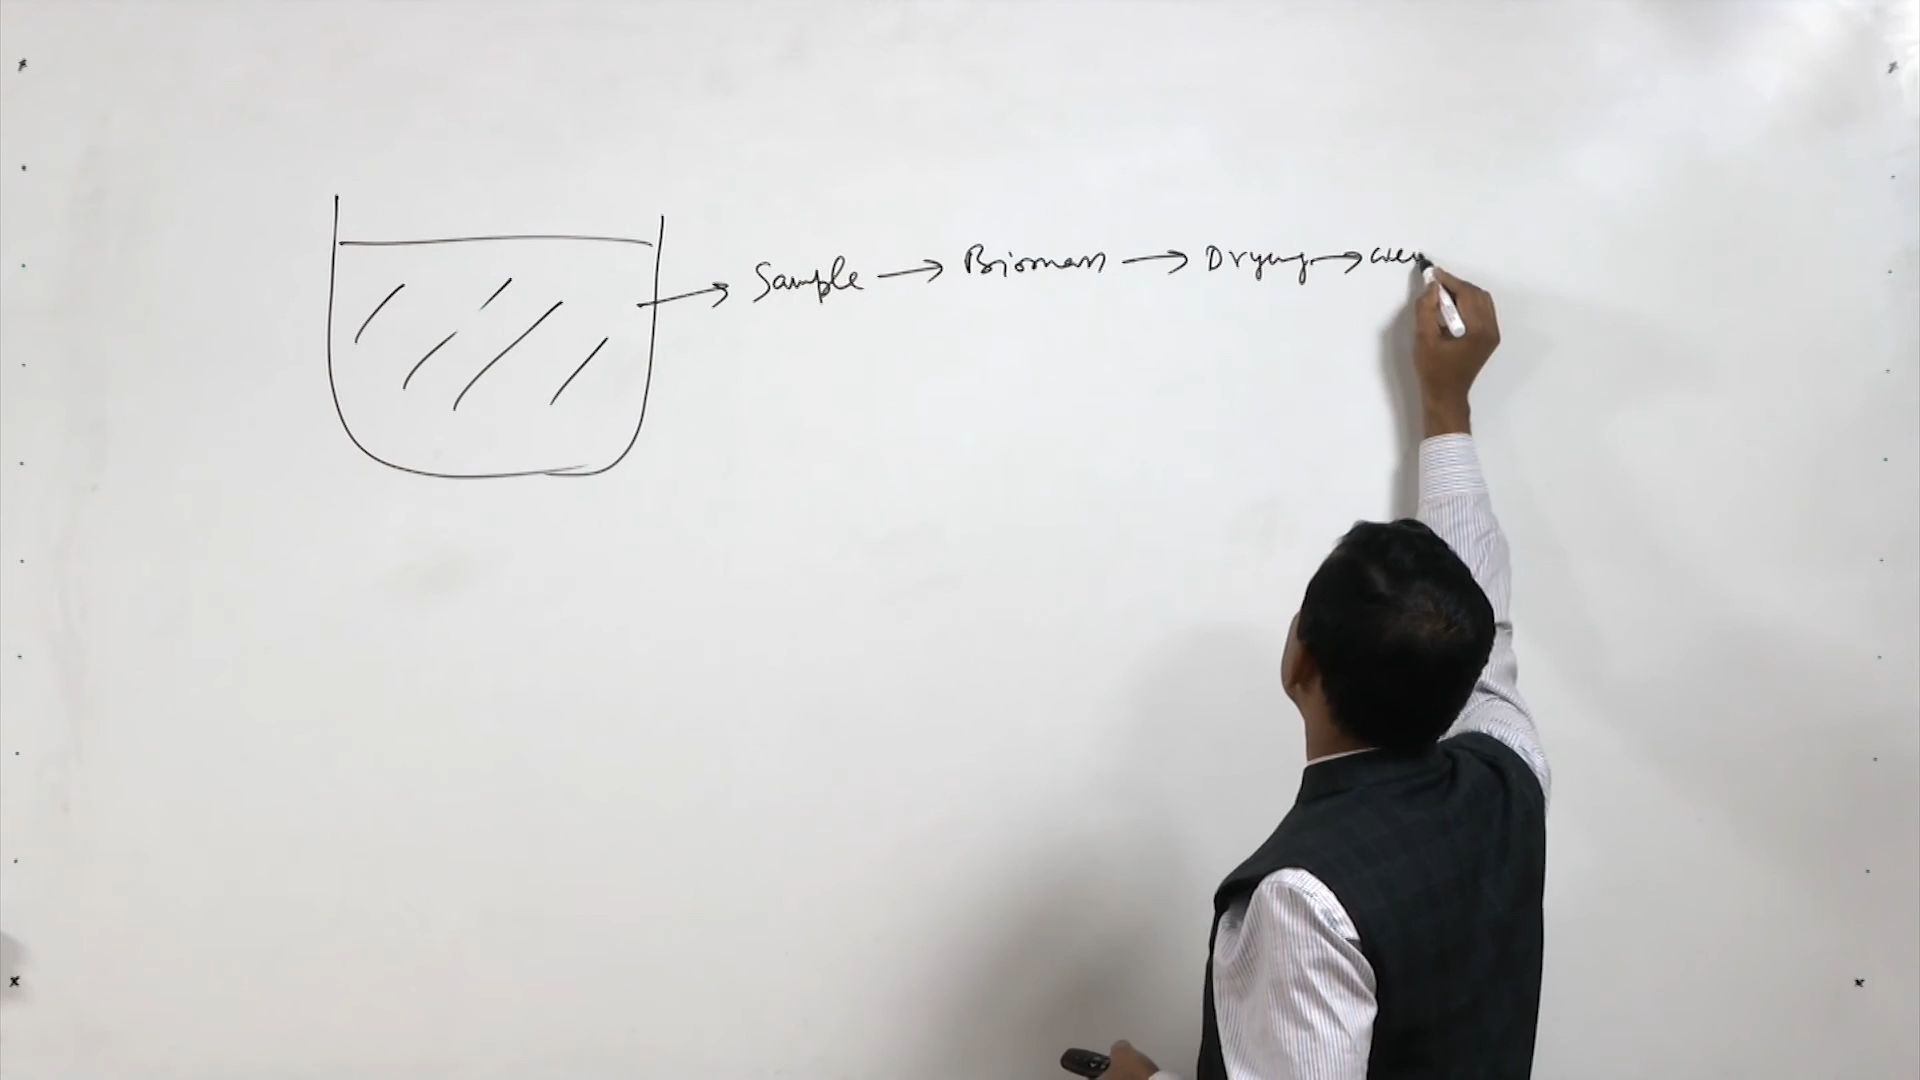 Sample → Biomass → Drying →